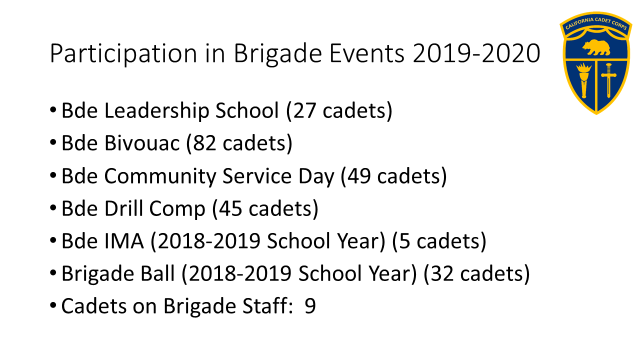 Participation in Brigade Events 2019-2020
CALIFORNIA CADET CORPS
• Bde Leadership School (27 cadets)
• Bde Bivouac (82 cadets)
• Bde Community Service Day (49 cadets)
• Bde Drill Comp (45 cadets)
• Bde IMA (2018-2019 School Year) (5 cadets)
• Brigade Ball (2018-2019 School Year) (32 cadets)
• Cadets on Brigade Staff:  9